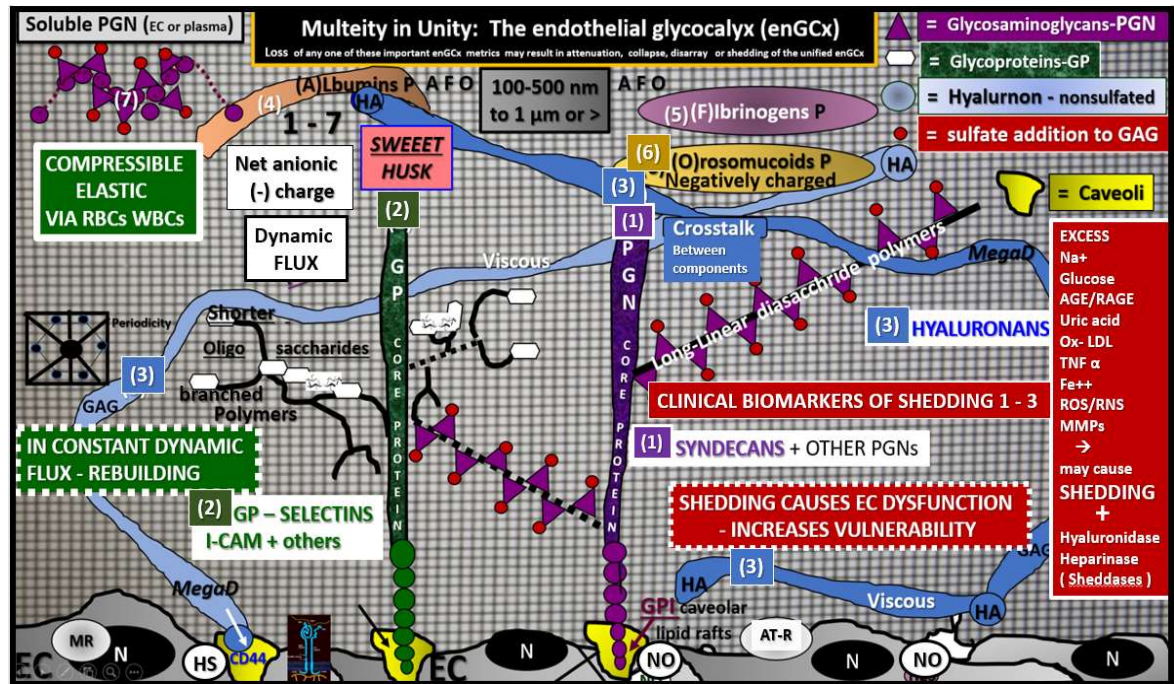 Soluble PGN (EC or plasma)
Multeity in Unity: The endothelial glycocalyx (enGCx)
Loss of any one of these important enGCx metrics may result in attenuation, collapse, disarray or shedding of the unified enGCx
= Glycosaminoglycans-PGN
= Glycoproteins-GP
= Hyalurnon - nonsulfated
= sulfate addition to GAG
= Caveoli
(7)
(4)
(A)Lbumins P
A F O
100-500 nm
to 1 µm or >
A F O
(5) (F)Ibrinogens P
HA
1 - 7
SWEEET
HUSK
(6)
(O)rosomucoids P
Negatively charged
HA
COMPRESSIBLE
ELASTIC
VIA RBCs WBCs
Net anionic
(-) charge
Dynamic
FLUX
(2)
(3)
(1)
Crosstalk
Between
components
Viscous
MegaD
Long-Linear diasacchride polymers
GP CORE PROTEIN
PGN CORE PROTEIN
Periodicity
Shorter
Oligo saccharides
branched
Polymers
(3)
GAG
(3) HYALURONANS
CLINICAL BIOMARKERS OF SHEDDING 1 - 3
(1) SYNDECANS + OTHER PGNs
IN CONSTANT DYNAMIC
FLUX - REBUILDING
(2) GP – SELECTINS
I-CAM + others
SHEDDING CAUSES EC DYSFUNCTION
- INCREASES VULNERABILITY
EXCESS
Na+
Glucose
AGE/RAGE
Uric acid
Ox- LDL
TNF α
Fe++
ROS/RNS
MMPs
→
may cause
SHEDDING
+
Hyaluronidase
Heparinase
( Sheddases )
GAG
MegaD
HA
(3)
Viscous
HA
GPI caveolar
lipid rafts
MR
N
HS
CD44
EC
N
NO
AT-R
N
NO
N
EC